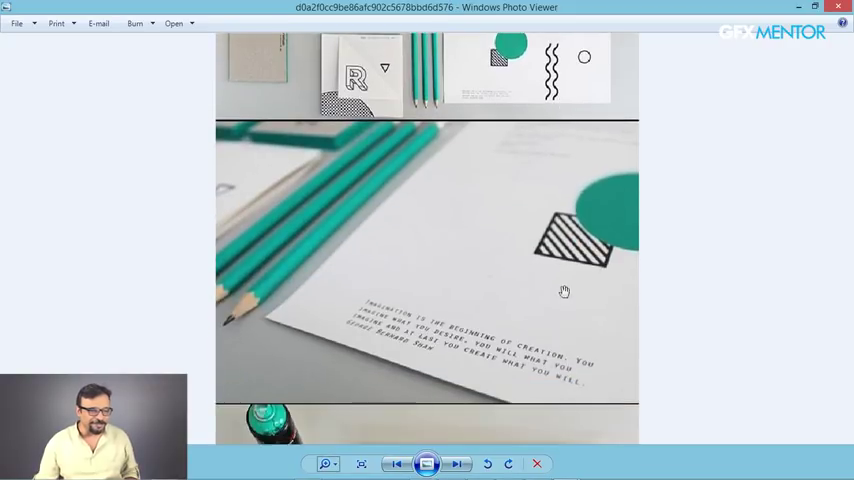 d0a2f0cc9be86afc902c5678bbd6d576 - Windows Photo Viewer
File Print E-mail Burn Open
GFXMENTOR
R
IMAGINATION IS THE BEGINNING OF CREATION. YOU
IMAGINE WHAT YOU DESIRE, YOU WILL WHAT YOU
IMAGINE AND AT LAST YOU CREATE WHAT YOU WILL.
GEORGE BERNARD SHAW